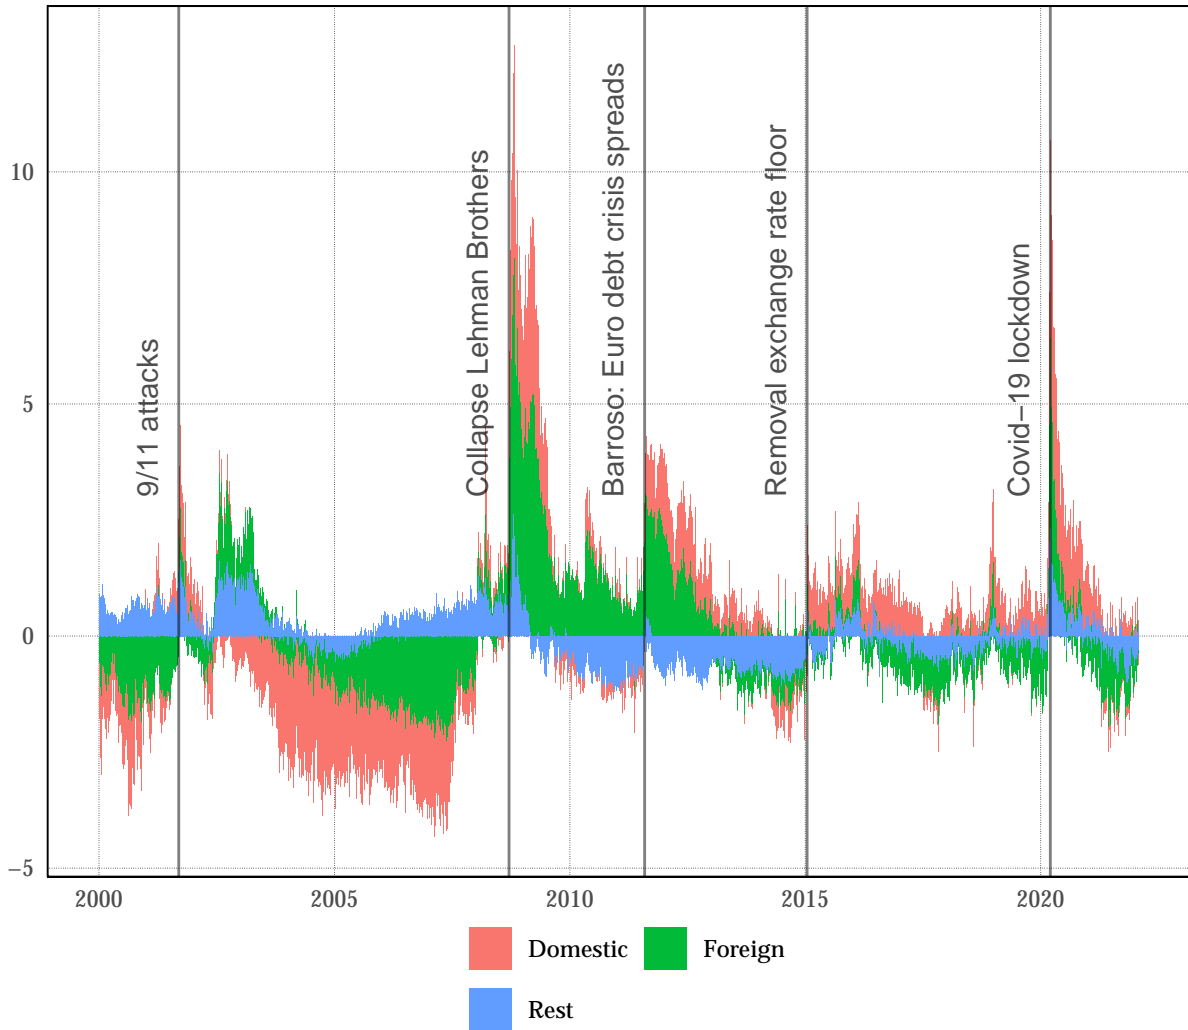 10
5
0
−5
9/11 attacks
Collapse Lehman Brothers
Barroso: Euro debt crisis spreads
Removal exchange rate floor
Covid−19 lockdown
2000 2005 2010 2015 2020
Domestic Foreign
Rest